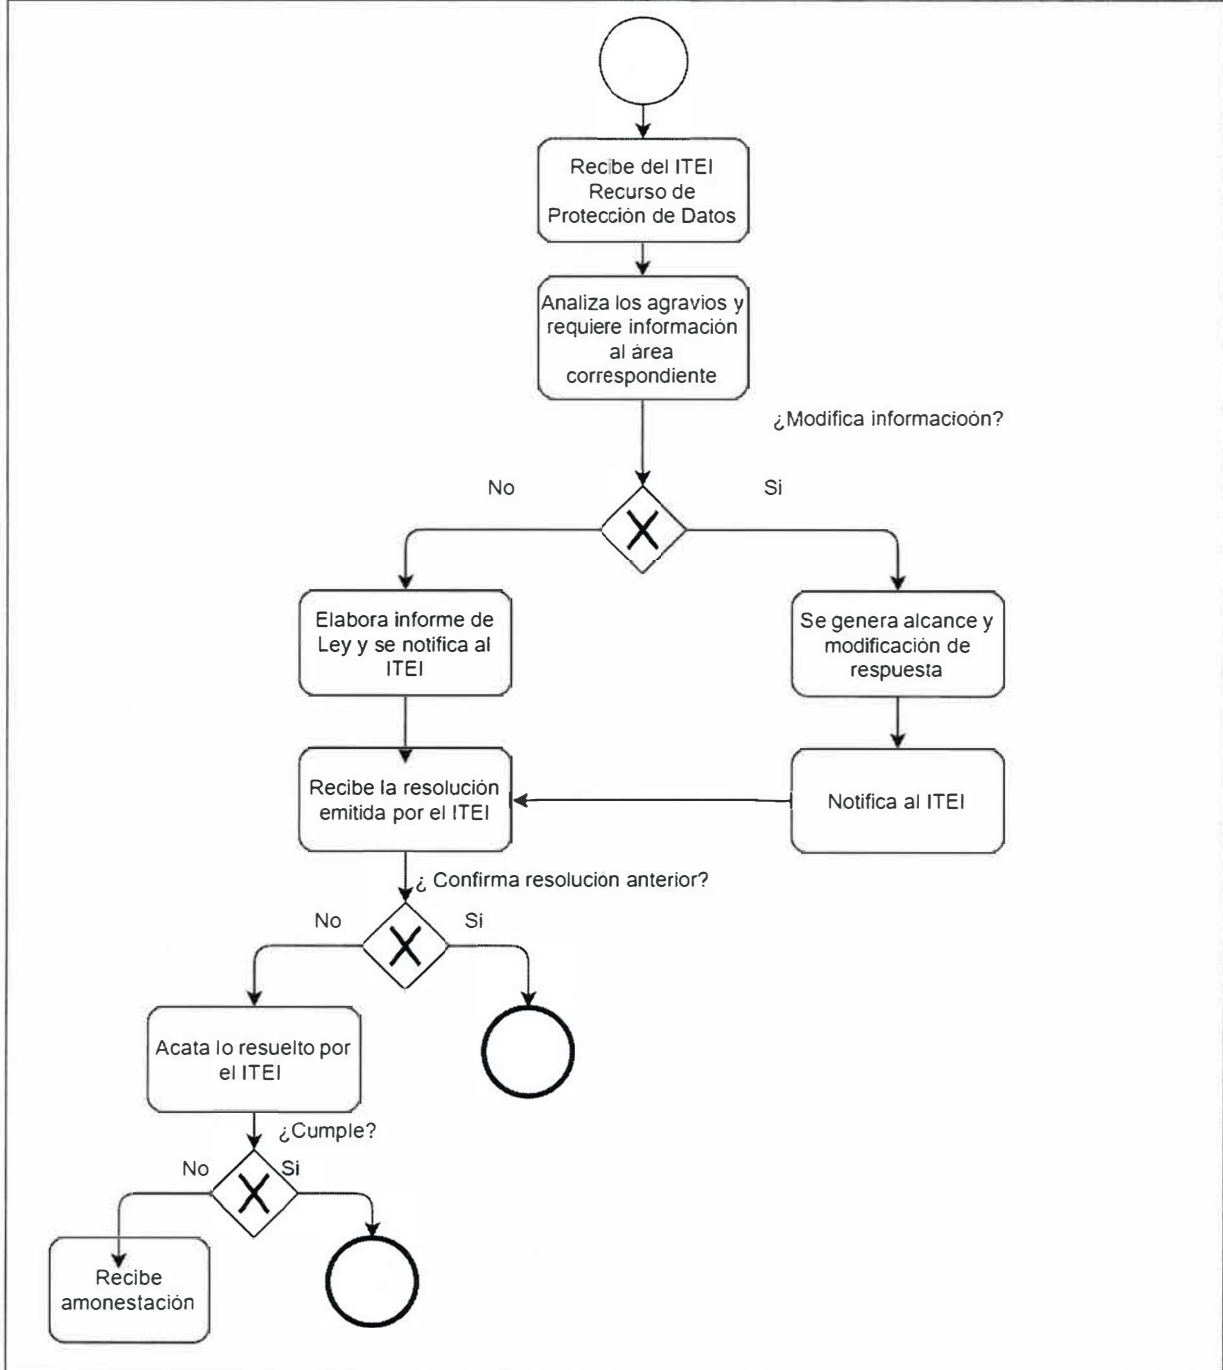 Recibe del ITEI
Recurso de
Protección de Datos
Analiza los agravios y
requiere información
al área
correspondiente
¿Modifica informacioón?
No
Si
Elabora informe de
Ley y se notifica al
ITEI
Se genera alcance y
modificación de
respuesta
Recibe la resolución
emitida por el ITEI
Notifica al ITEI
¿ Confirma resolución anterior?
No
Si
Acata lo resuelto por
el ITEI
¿Cumple?
No
Si
Recibe
amonestación